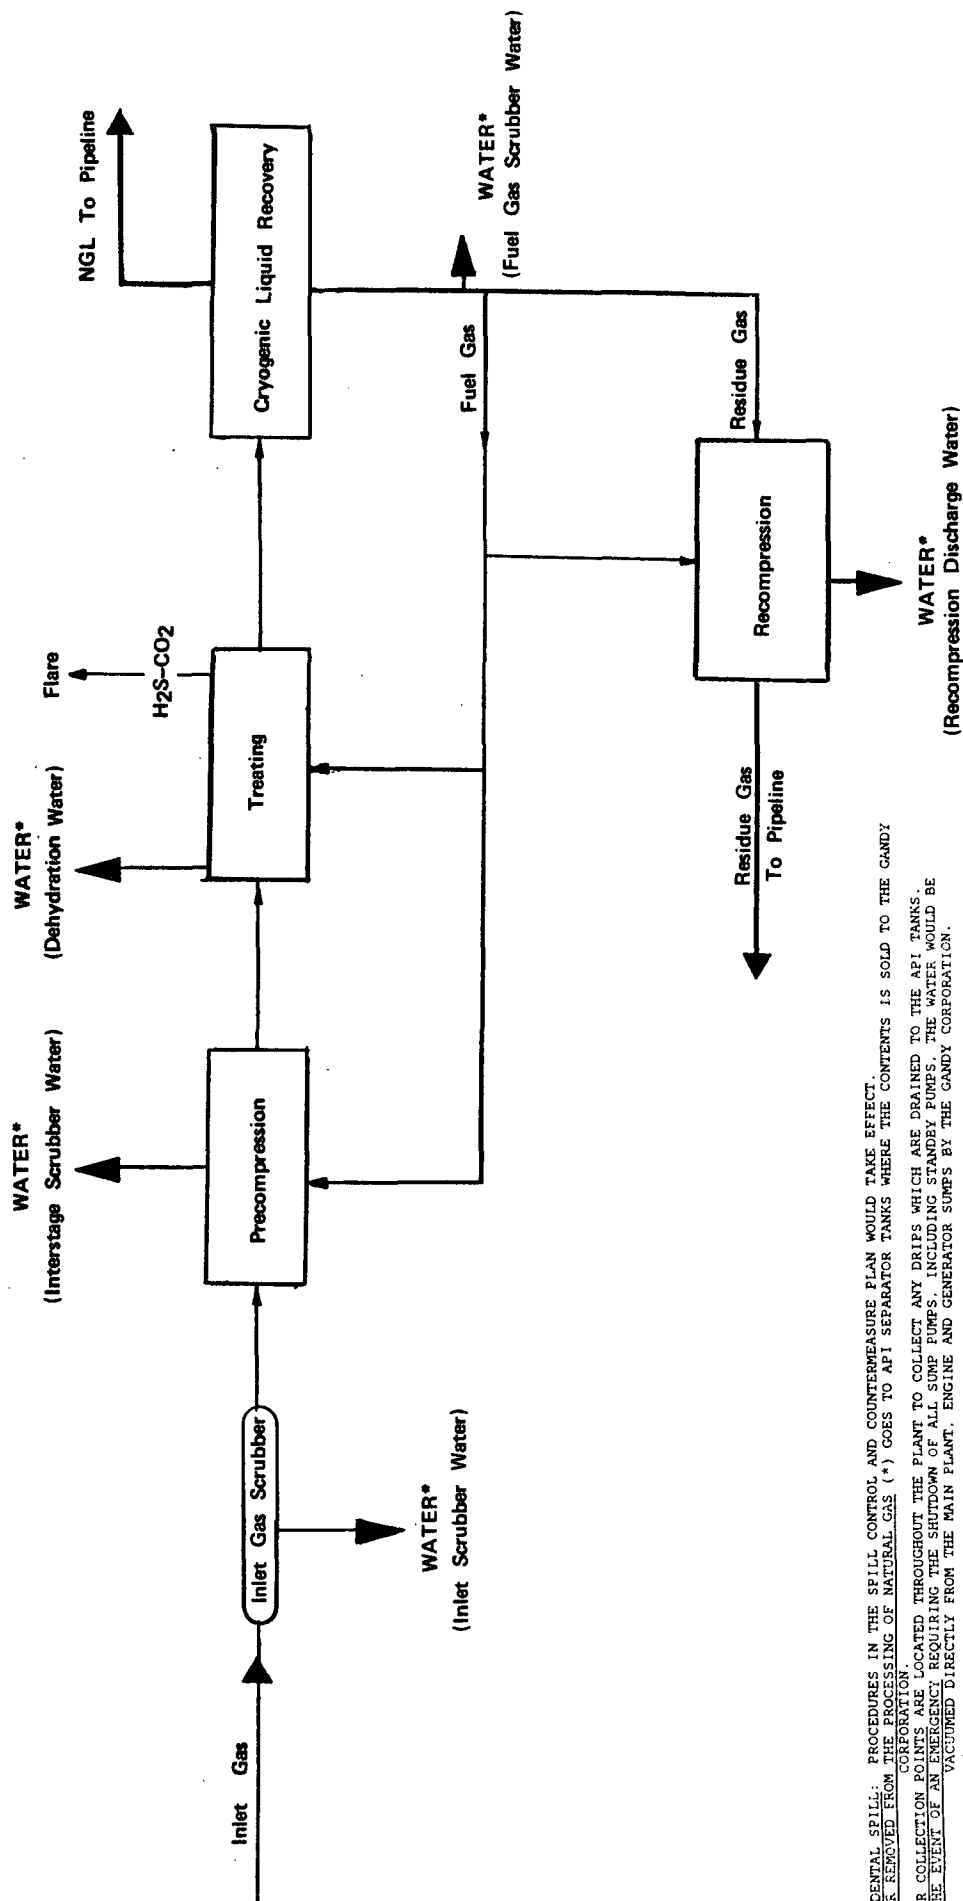 Inlet Gas
Inlet Gas Scrubber
WATER*
(Inlet Scrubber Water)
WATER*
(Interstage Scrubber Water)
Precompression
WATER*
(Dehydration Water)
Flare
H2S-CO2
Treating
NGL To Pipeline
Cryogenic Liquid Recovery
WATER*
(Fuel Gas Scrubber Water)
Fuel Gas
Residue Gas
Recompression
Residue Gas
To Pipeline
WATER*
(Recompression Discharge Water)
DENTAL SPILL: PROCEDURES IN THE SPILL CONTROL AND COUNTERMEASURE PLAN WOULD TAKE EFFECT.
R REMOVED FROM THE PROCESSING OF NATURAL GAS (*) GOES TO API SEPARATOR TANKS WHERE THE CONTENTS IS SOLD TO THE GANDY
CORPORATION.
R COLLECTION POINTS ARE LOCATED THROUGHOUT THE PLANT TO COLLECT ANY DRIPS WHICH ARE DRAINED TO THE API TANKS.
HE EVENT OF AN EMERGENCY REQUIRING THE SHUTDOWN OF ALL SUMP PUMPS, INCLUDING STANDBY PUMPS, THE WATER WOULD BE
VACUUMED DIRECTLY FROM THE MAIN PLANT, ENGINE AND GENERATOR SUMPS BY THE GANDY CORPORATION.